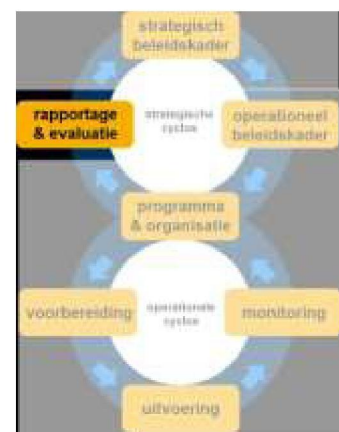 strategisch
beleidskader
rapportage
& evaluatie
strategische
cyclus
operationeel
beleidskader
programma
& organisatie
voorbereiding
operationele
cyclus
monitoring
uitvoering